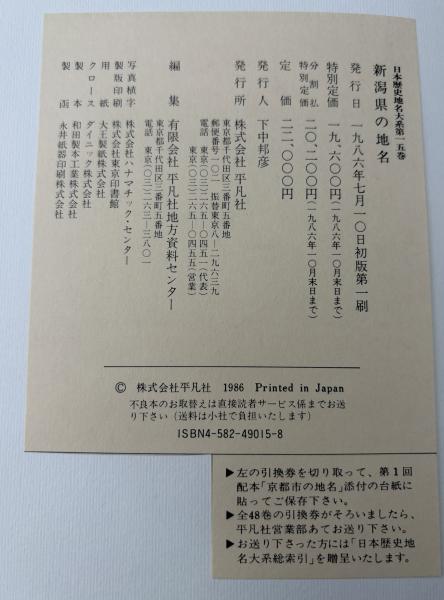 日本歴史地名大系第一五巻
新潟県の地名
発行日 一九八六年七月一〇日初版第一刷
特別定価 一九、六〇〇円(一九八六年一〇月末日まで)
分割払特別定価 二〇、二〇〇円(一九八六年一〇月末日まで)
定価 二二、〇〇〇円
発行人 下中邦彦
発行所 株式会社 平凡社
東京都千代田区三番町五番地
郵便番号一〇二 振替東京八―二九六三九
電話 東京〇三(二六五)〇四五一(代表)
東京〇三(二六五)〇四五五(営業)
編集 有限会社 平凡社地方資料センター
東京都千代田区三番町五番地
電話 東京〇三(二六三)三八〇一
写真植字 株式会社ハナマチック・センター
製版印刷 株式会社東京印書館
用紙 大王製紙株式会社
クロース ダイニック株式会社
製本 和田製本工業株式会社
製函 永井紙器印刷株式会社
© 株式会社平凡社 1986 Printed in Japan
不良本のお取替えは直接読者サービス係までお送
り下さい(送料は小社で負担いたします)
ISBN4-582-49015-8
▶左の引換券を切り取って、第1回
配本「京都市の地名」添付の台紙に
貼ってご保存下さい。
▶全48巻の引換券がそろいましたら、
平凡社営業部あてお送り下さい。
▶お送り下さった方には「日本歴史地
名大系総索引」を贈呈いたします。